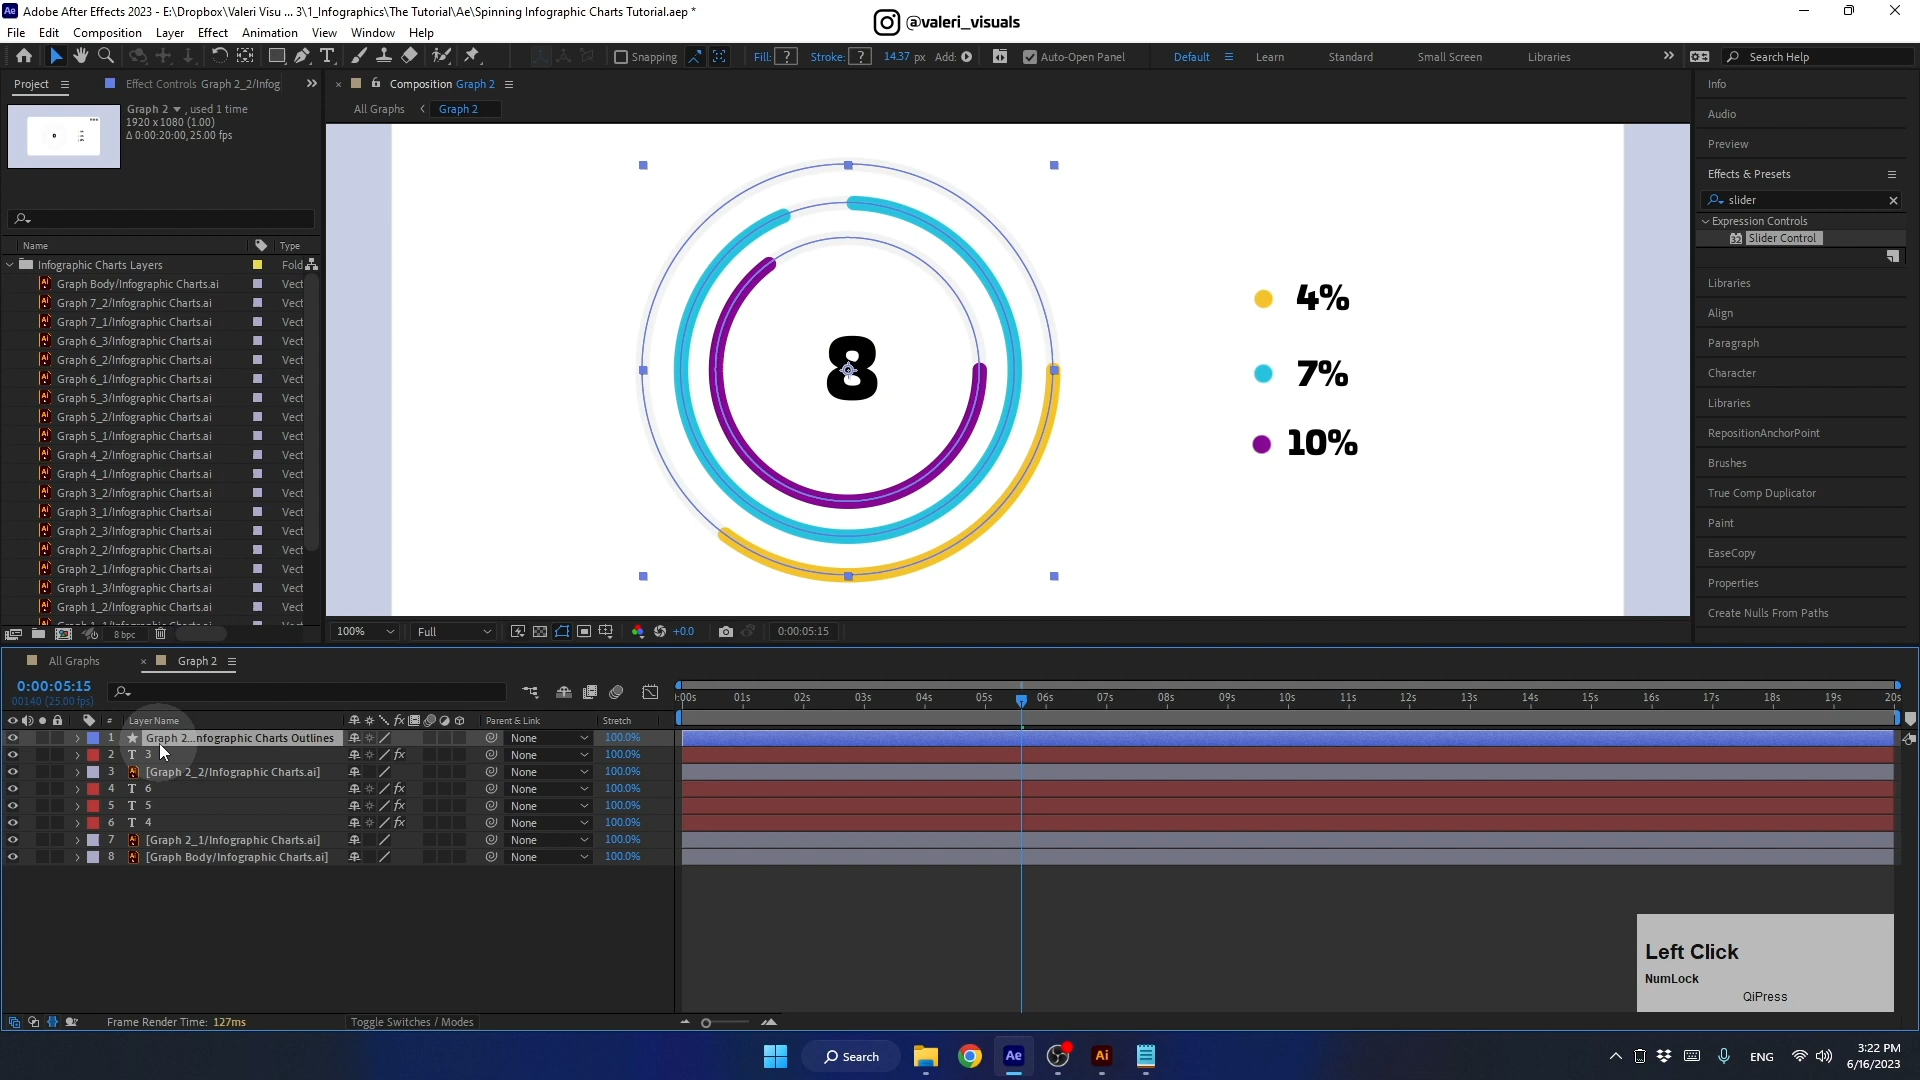 Adobe After Effects 2023 - E:\Dropbox\Valeri Visu ... 3\1_Infographics\The Tutorial\Ae\Spinning Infographic Charts Tutorial.aep *
@valeri_visuals
File Edit Composition Layer Effect Animation View Window Help
Snapping Fill: ? Stroke: ? 14.37 px Add: Auto-Open Panel Default Learn Standard Small Screen Libraries Search Help
Project Effect Controls Graph 2_2/Infog
Graph 2 , used 1 time
1920 x 1080 (1.00)
Δ 0:00:20:00, 25.00 fps
Name Type
Infographic Charts Layers Fold
Graph Body/Infographic Charts.ai Vect
Graph 7_2/Infographic Charts.ai Vect
Graph 7_1/Infographic Charts.ai Vect
Graph 6_3/Infographic Charts.ai Vect
Graph 6_2/Infographic Charts.ai Vect
Graph 6_1/Infographic Charts.ai Vect
Graph 5_3/Infographic Charts.ai Vect
Graph 5_2/Infographic Charts.ai Vect
Graph 5_1/Infographic Charts.ai Vect
Graph 4_2/Infographic Charts.ai Vect
Graph 4_1/Infographic Charts.ai Vect
Graph 3_2/Infographic Charts.ai Vect
Graph 3_1/Infographic Charts.ai Vect
Graph 2_3/Infographic Charts.ai Vect
Graph 2_2/Infographic Charts.ai Vect
Graph 2_1/Infographic Charts.ai Vect
Graph 1_3/Infographic Charts.ai Vect
Graph 1_2/Infographic Charts.ai Vect
8 bpc
Composition Graph 2
All Graphs Graph 2
8
4%
7%
10%
100% Full +0.0 0:00:05:15
Info
Audio
Preview
Effects & Presets
slider
Expression Controls
32 Slider Control
Libraries
Align
Paragraph
Character
Libraries
RepositionAnchorPoint
Brushes
True Comp Duplicator
Paint
EaseCopy
Properties
Create Nulls From Paths
All Graphs Graph 2
0:00:05:15
00140 (25.00 fps)
:00s 01s 02s 03s 04s 05s 06s 07s 08s 09s 10s 11s 12s 13s 14s 15s 16s 17s 18s 19s 20s
# Layer Name fx Parent & Link Stretch
1 Graph 2...nfographic Charts Outlines None 100.0%
2 T 3 fx None 100.0%
3 [Graph 2_2/Infographic Charts.ai] None 100.0%
4 T 6 fx None 100.0%
5 T 5 fx None 100.0%
6 T 4 fx None 100.0%
7 [Graph 2_1/Infographic Charts.ai] None 100.0%
8 [Graph Body/Infographic Charts.ai] None 100.0%
Left Click
NumLock
QiPress
Frame Render Time: 127ms Toggle Switches / Modes
Search Ae Ai ENG 3:22 PM
6/16/2023